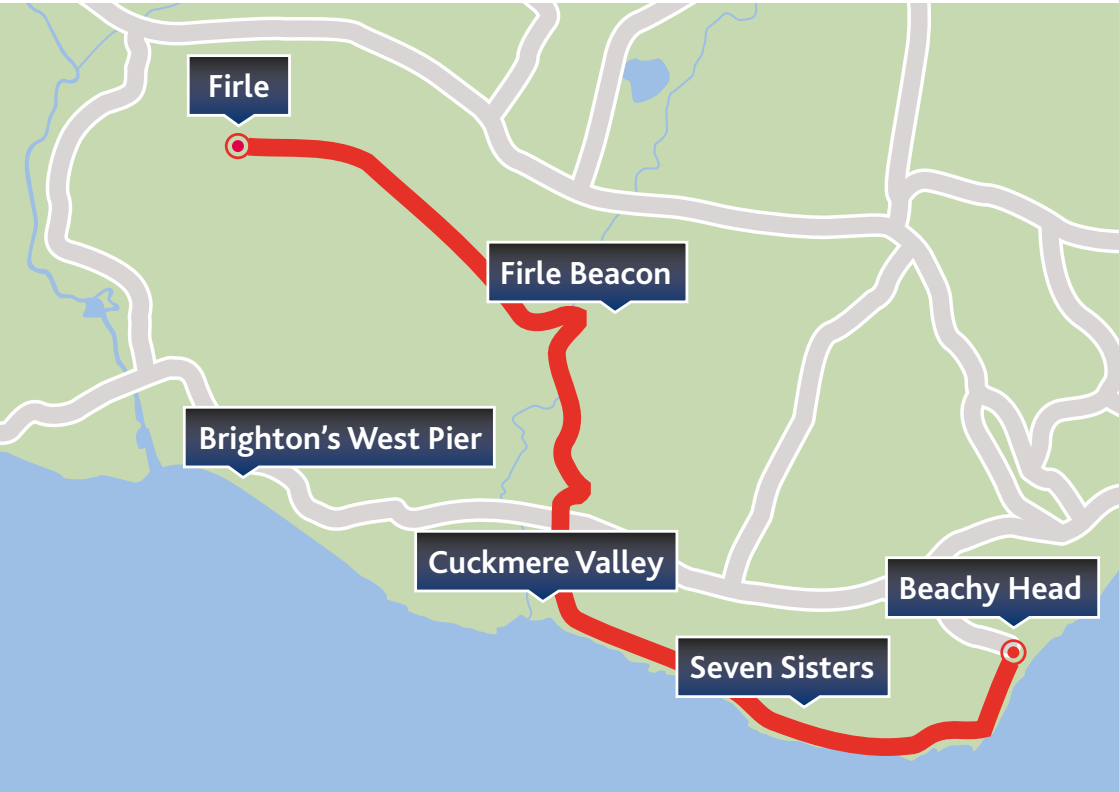 Firle
Firle Beacon
Brighton's West Pier
Cuckmere Valley
Beachy Head
Seven Sisters